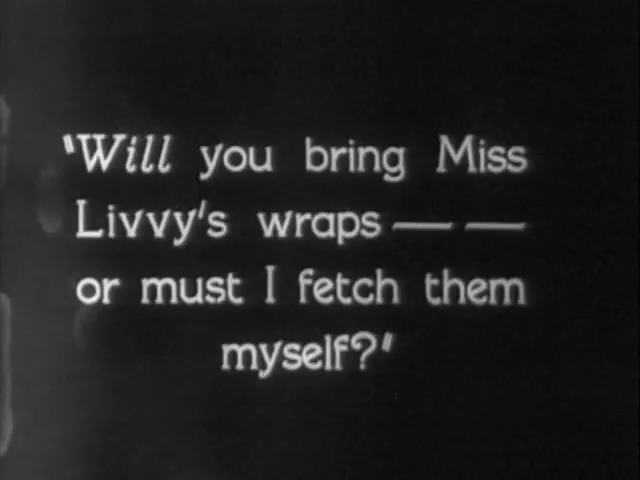 "Will you bring Miss
Livvy's wraps — —
or must I fetch them
myself?"